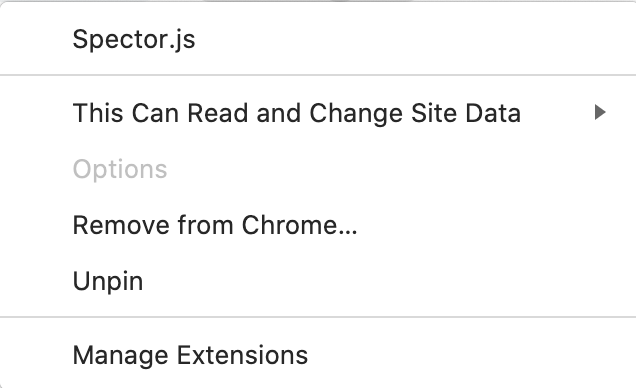 Spector.js
This Can Read and Change Site Data
Options
Remove from Chrome...
Unpin
Manage Extensions